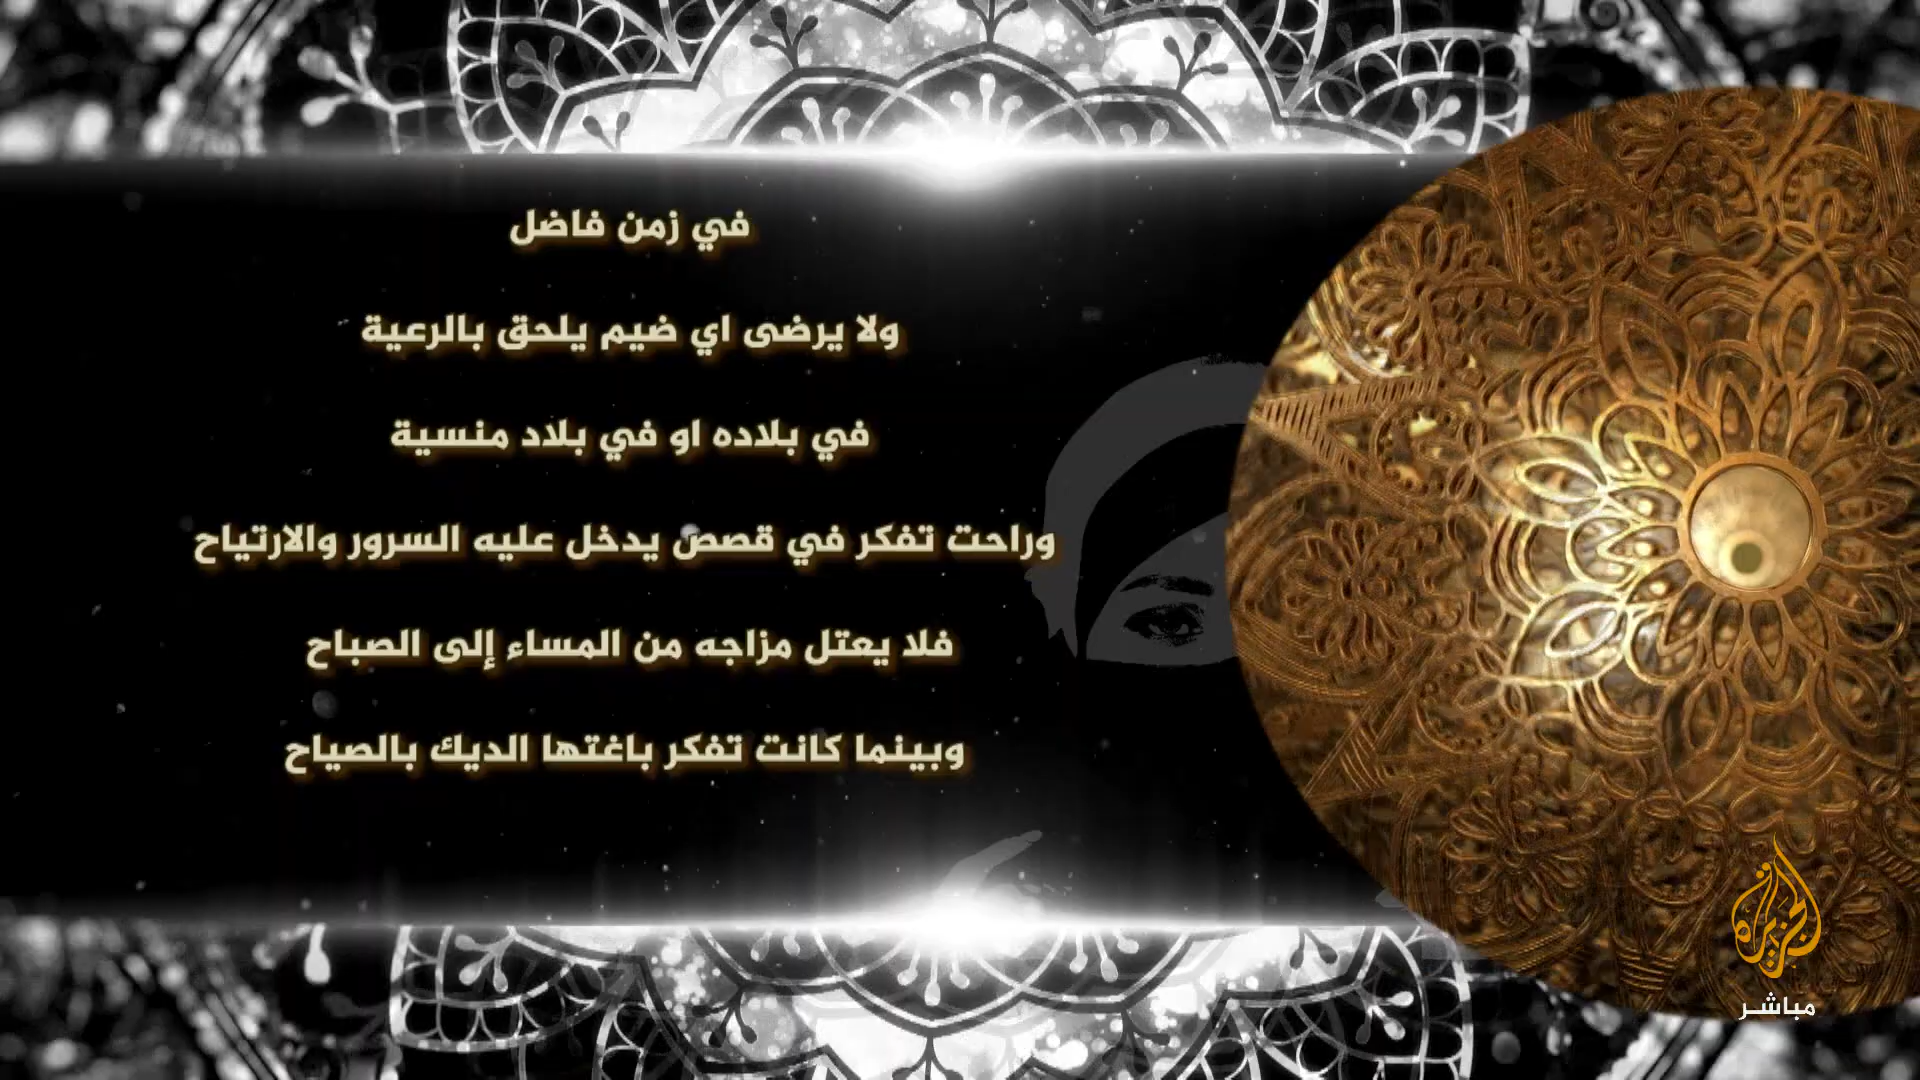 في زمن فاضل
ولا يرضى اي ضيم يلحق بالرعية
في بلاده او في بلاد منسية
وراحت تفكر في قصص يدخل عليه السرور والارتياح
فلا يعتل مزاجه من المساء إلى الصباح
وبينما كانت تفكر باغتها الديك بالصياح
الجزيرة
مباشر